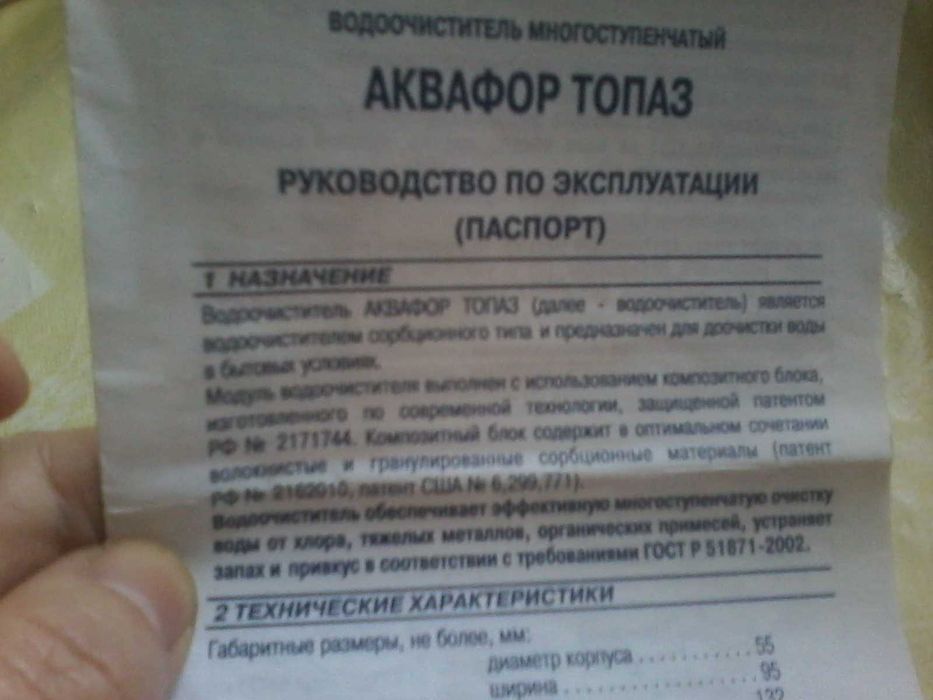 ВОДООЧИСТИТЕЛЬ МНОГОСТУПЕНЧАТЫЙ
АКВАФОР ТОПАЗ
РУКОВОДСТВО ПО ЭКСПЛУАТАЦИИ
(ПАСПОРТ)
1 НАЗНАЧЕНИЕ
Водоочиститель АКВАФОР ТОПАЗ (далее - водоочиститель) является
водоочистителем сорбционного типа и предназначен для доочистки воды
в бытовых условиях.
Модуль водоочистителя выполнен с использованием композитного блока,
изготовленного по современной технологии, защищенной патентом
РФ № 2171744. Композитный блок содержит в оптимальном сочетании
волокнистые и гранулированные сорбционные материалы (патент
РФ № 2162010, патент США № 6,299,771).
Водоочиститель обеспечивает эффективную многоступенчатую очистку
воды от хлора, тяжелых металлов, органических примесей, устраняет
запах и привкус в соответствии с требованиями ГОСТ Р 51871-2002.
2 ТЕХНИЧЕСКИЕ ХАРАКТЕРИСТИКИ
Габаритные размеры, не более, мм:
диаметр корпуса ........... 55
ширина .................... 95